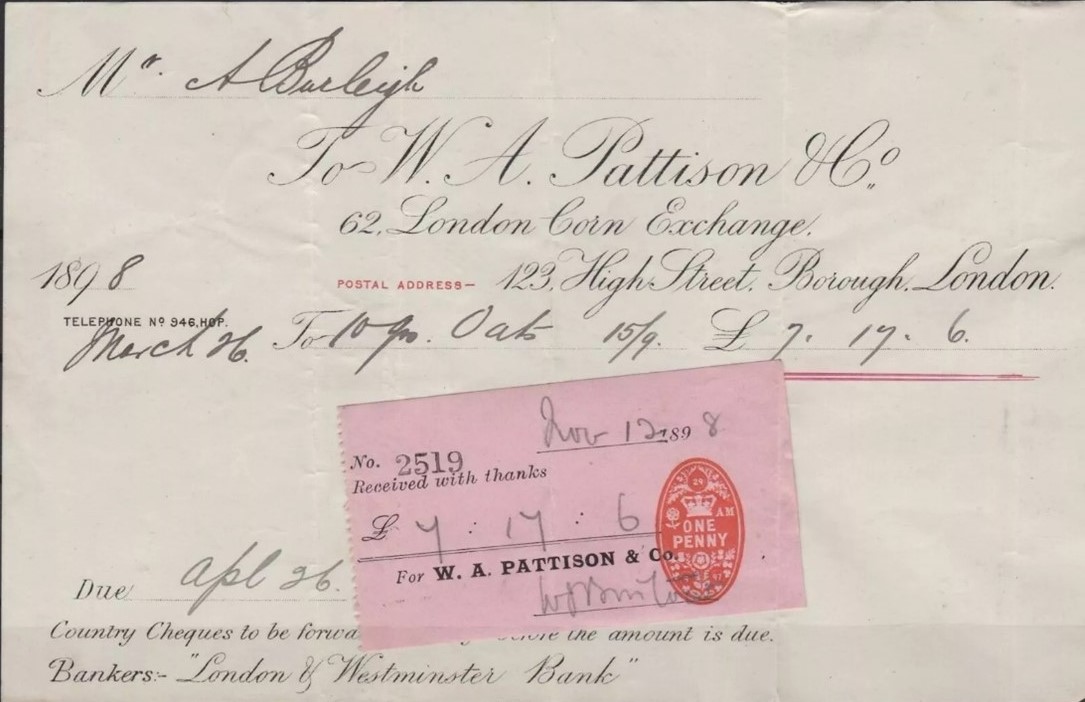 Mr. A Burleigh
To W. A. Pattison & Co.,
62, London Corn Exchange.
1898
POSTAL ADDRESS— 123, High Street, Borough, London.
TELEPHONE No 946, HOP.
March 26. To 10 qrs. Oats 15/9. £ 7. 17. 6.
Nov 12 1898
No. 2519
Received with thanks
£ 7 : 17 : 6
29
AM
ONE
PENNY
For W. A. PATTISON & Co.
Due Apl 26.
Country Cheques to be forwa the amount is due.
Bankers:- "London & Westminster Bank"